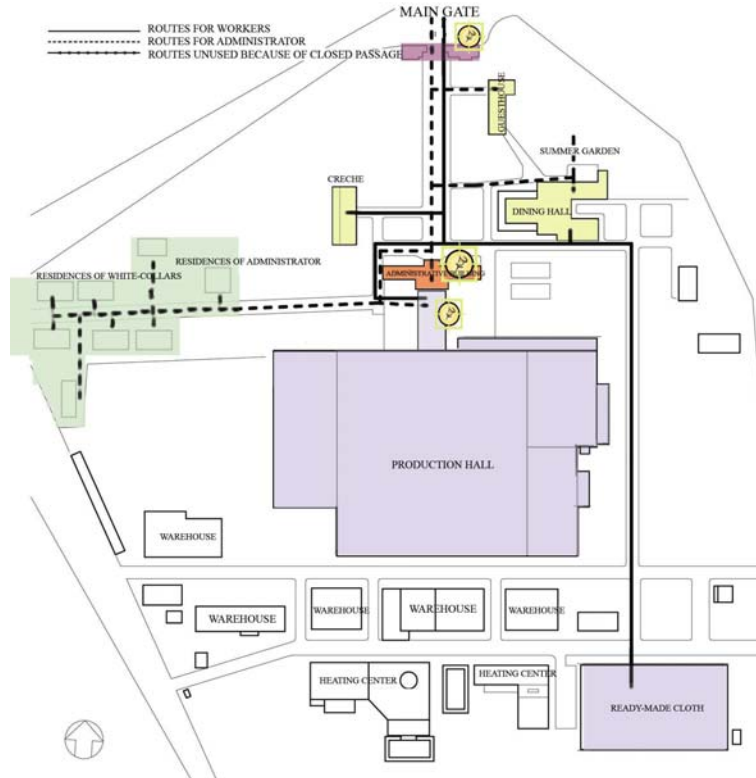 MAIN GATE
ROUTES FOR WORKERS
ROUTES FOR ADMINISTRATOR
ROUTES UNUSED BECAUSE OF CLOSED PASSAGE
GUESTHOUSE
SUMMER GARDEN
CRECHE
DINING HALL
RESIDENCES OF ADMINISTRATOR
RESIDENCES OF WHITE-COLLARS
ADMINISTRATIVE BUILDING
PRODUCTION HALL
WAREHOUSE
WAREHOUSE
WAREHOUSE
WAREHOUSE
WAREHOUSE
HEATING CENTER
HEATING CENTER
READY-MADE CLOTH